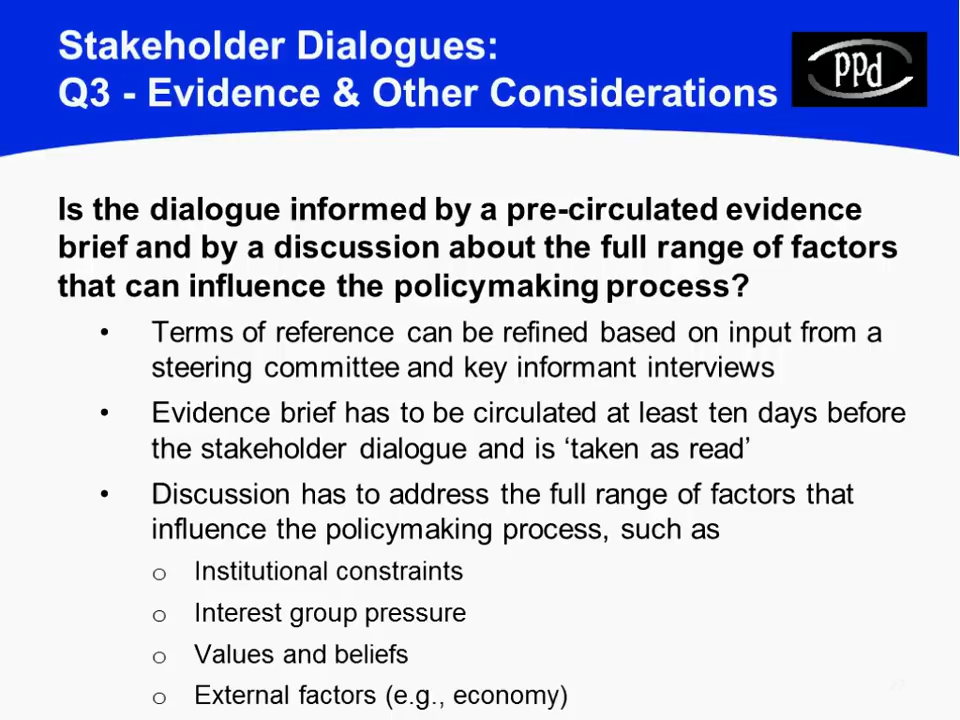 Stakeholder Dialogues:
Q3 - Evidence & Other Considerations
PPd
Is the dialogue informed by a pre-circulated evidence
brief and by a discussion about the full range of factors
that can influence the policymaking process?
• Terms of reference can be refined based on input from a
steering committee and key informant interviews
• Evidence brief has to be circulated at least ten days before
the stakeholder dialogue and is ‘taken as read’
• Discussion has to address the full range of factors that
influence the policymaking process, such as
o Institutional constraints
o Interest group pressure
o Values and beliefs
o External factors (e.g., economy)